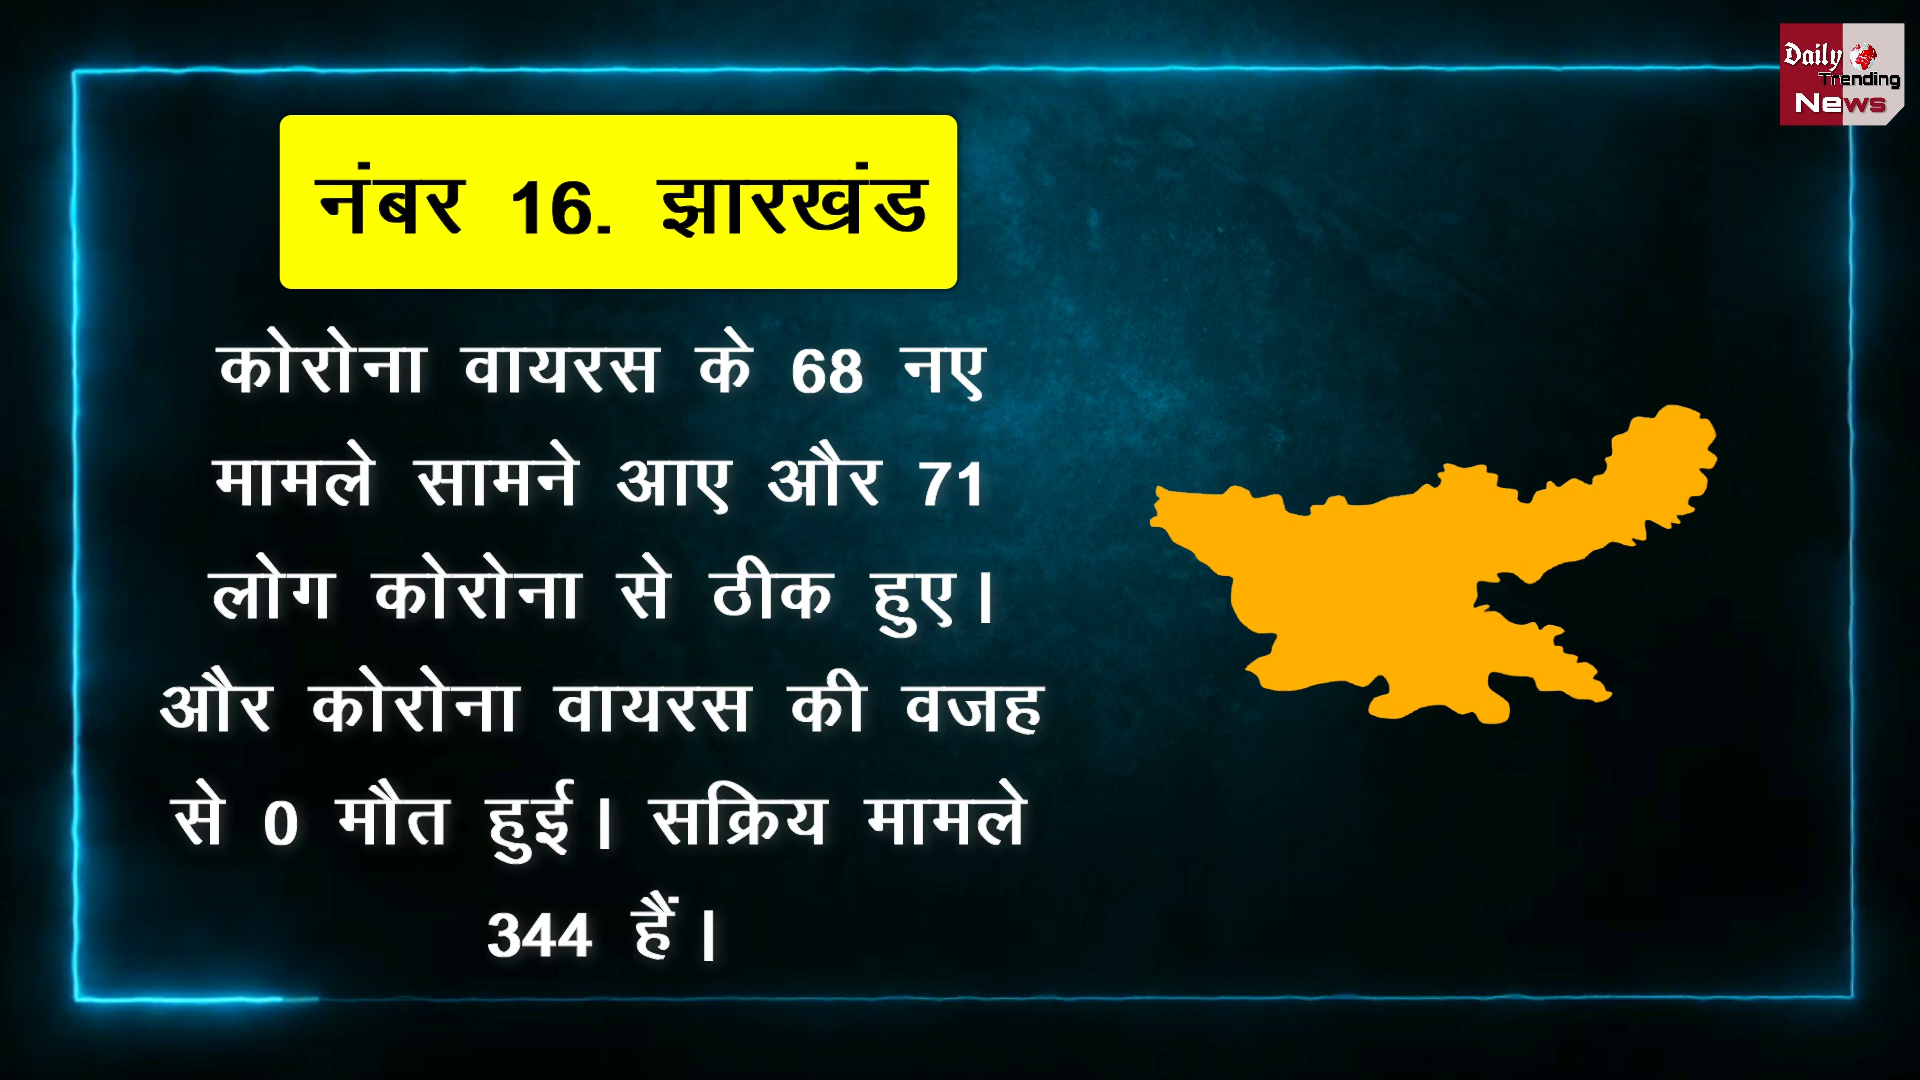 Daily
Trending
News
नंबर 16. झारखंड
कोरोना वायरस के 68 नए
मामले सामने आए और 71
लोग कोरोना से ठीक हुए।
और कोरोना वायरस की वजह
से 0 मौत हुई। सक्रिय मामले
344 हैं।